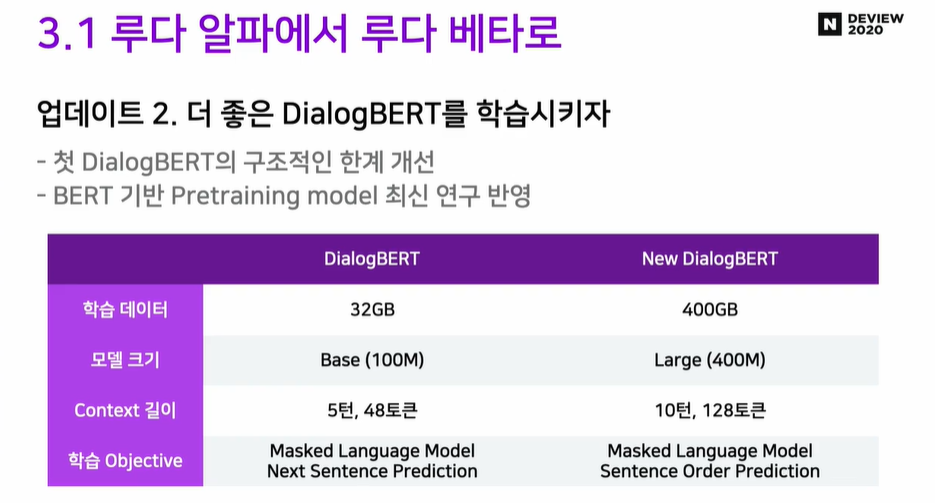 3.1 루다 알파에서 루다 베타로
N DEVIEW
2020
업데이트 2. 더 좋은 DialogBERT를 학습시키자
- 첫 DialogBERT의 구조적인 한계 개선
- BERT 기반 Pretraining model 최신 연구 반영
DialogBERT New DialogBERT
학습 데이터 32GB 400GB
모델 크기 Base (100M) Large (400M)
Context 길이 5턴, 48토큰 10턴, 128토큰
학습 Objective
Masked Language Model
Next Sentence Prediction
Masked Language Model
Sentence Order Prediction